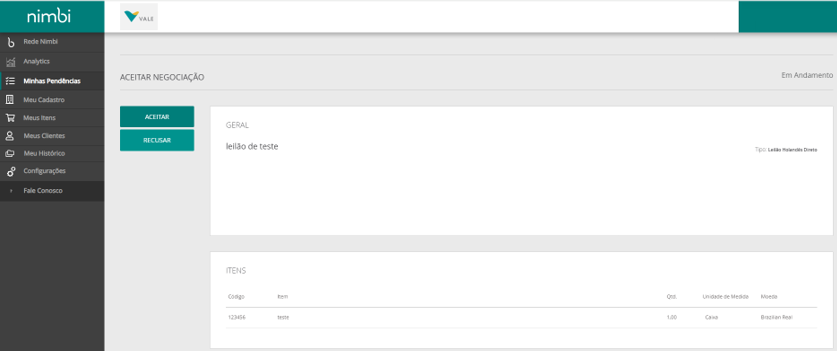 nimbi
VALE
Rede Nimbi
Analytics
Minhas Pendências
Meu Cadastro
Meus Itens
Meus Clientes
Meu Histórico
Configurações
Fale Conosco
ACEITAR NEGOCIAÇÃO
Em Andamento
ACEITAR
RECUSAR
GERAL
leilão de teste
Tipo: Leilão Holandês Direto
ITENS
Código Item Qtd. Unidade de Medida Moeda
123456 teste 1,00 Caixa Brazilian Real